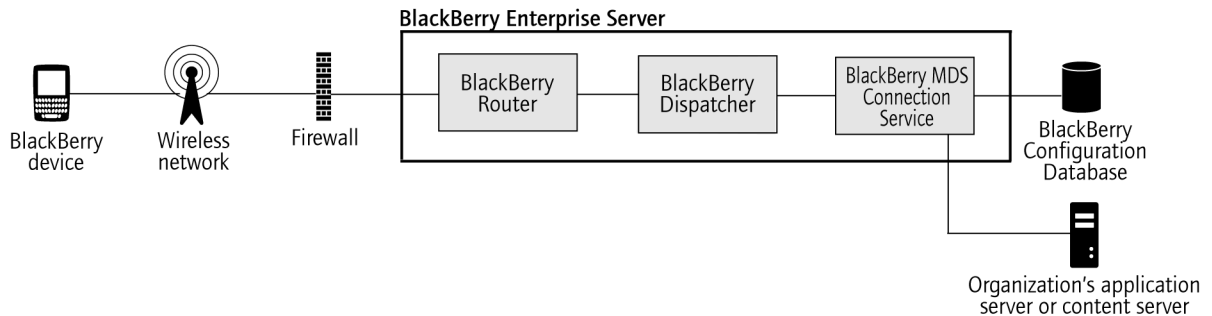 BlackBerry Enterprise Server
BlackBerry
device
Wireless
network
Firewall
BlackBerry
Router
BlackBerry
Dispatcher
BlackBerry MDS
Connection
Service
BlackBerry
Configuration
Database
Organization's application
server or content server